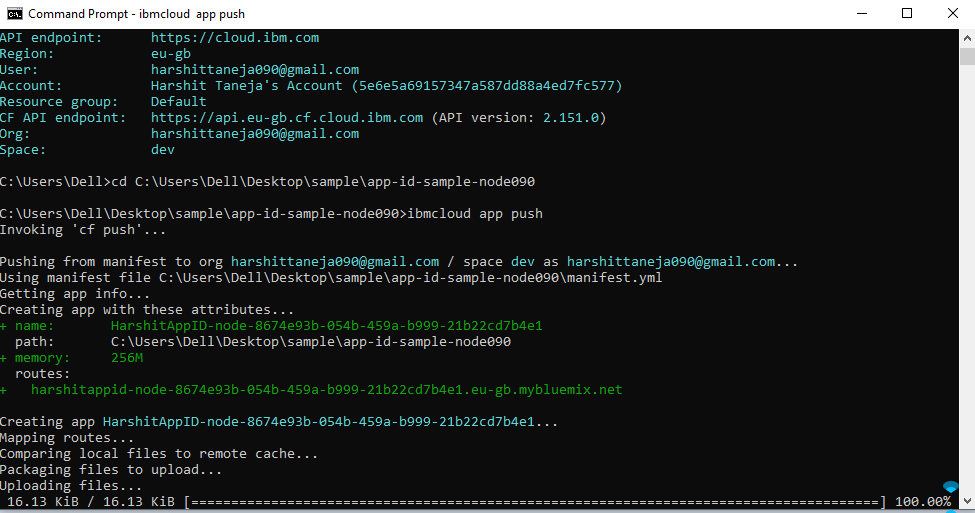 Command Prompt - ibmcloud  app push
API endpoint:      https://cloud.ibm.com
Region:            eu-gb
User:              harshittaneja090@gmail.com
Account:           Harshit Taneja's Account (5e6e5a69157347a587dd88a4ed7fc577)
Resource group:    Default
CF API endpoint:   https://api.eu-gb.cf.cloud.ibm.com (API version: 2.151.0)
Org:               harshittaneja090@gmail.com
Space:             dev
C:\Users\Dell>cd C:\Users\Dell\Desktop\sample\app-id-sample-node090
C:\Users\Dell\Desktop\sample\app-id-sample-node090>ibmcloud app push
Invoking 'cf push'...
Pushing from manifest to org harshittaneja090@gmail.com / space dev as harshittaneja090@gmail.com...
Using manifest file C:\Users\Dell\Desktop\sample\app-id-sample-node090\manifest.yml
Getting app info...
Creating app with these attributes...
+ name:       HarshitAppID-node-8674e93b-054b-459a-b999-21b22cd7b4e1
  path:       C:\Users\Dell\Desktop\sample\app-id-sample-node090
+ memory:     256M
  routes:
+   harshitappid-node-8674e93b-054b-459a-b999-21b22cd7b4e1.eu-gb.mybluemix.net
Creating app HarshitAppID-node-8674e93b-054b-459a-b999-21b22cd7b4e1...
Mapping routes...
Comparing local files to remote cache...
Packaging files to upload...
Uploading files...
 16.13 KiB / 16.13 KiB [=======================================================================================] 100.00%